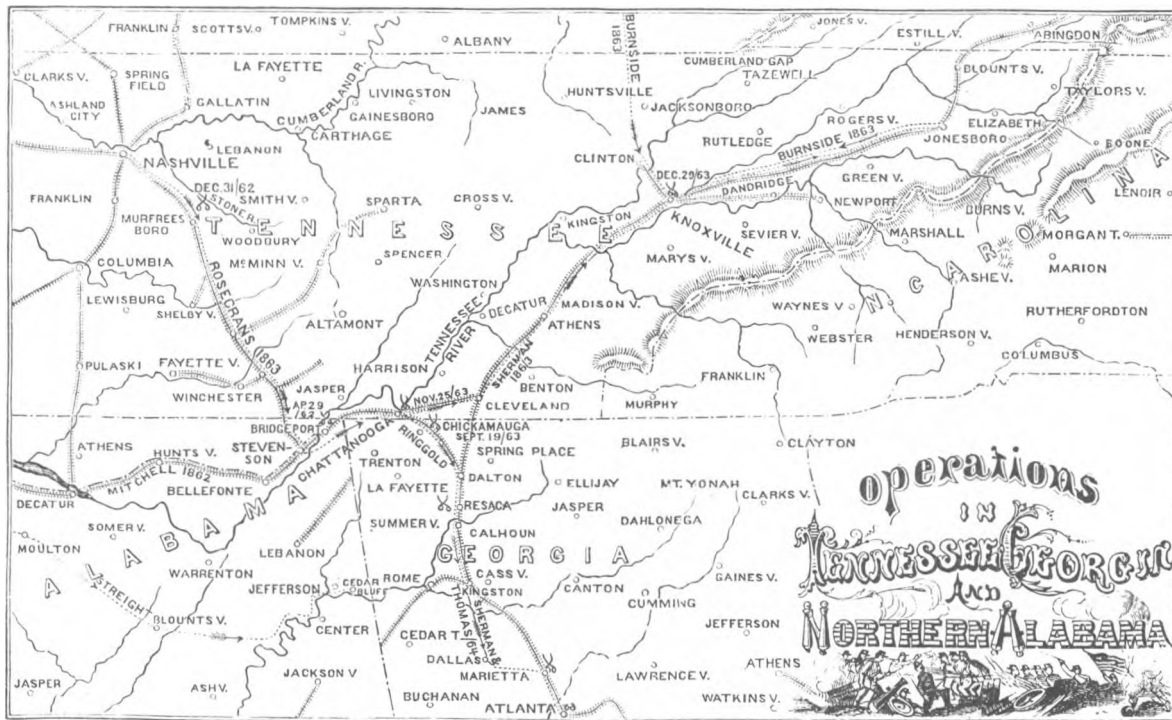 FRANKLIN
SCOTTSV.
TOMPKINS V.
ALBANY
BURNSIDE
1863
JONES V.
ESTILL V.
ABINGDON
CLARKS V.
SPRING
FIELD
LA FAYETTE
CUMBERLAND R.
LIVINGSTON
GAINESBORO
JAMES
HUNTSVILLE
CUMBERLAND GAP
TAZEWELL
BLOUNTS V.
TAYLORS V.
ASHLAND
CITY
GALLATIN
CARTHAGE
JACKSONBORO
ROGERS V.
ELIZABETH
LEBANON
RUTLEDGE
BURNSIDE 1863
JONESBORO
BOONE
NASHVILLE
CLINTON
DEC. 31/62
STONE R.
SMITH V.
SPARTA
CROSS V.
DEC. 29/63
DANDRIDGE
GREEN V.
LENOIR
FRANKLIN
MURFREES
BORO
WOODBURY
KINGSTON
KNOXVILLE
NEWPORT
BURNS V.
TENNESSEE
SEVIER V.
MARSHALL
MORGAN T.
COLUMBIA
MCMINN V.
SPENCER
MARYS V.
ASHE V.
MARION
N. CAROLINA
LEWISBURG
SHELBY V.
ROSECRANS 1863
ALTAMONT
WASHINGTON
DECATUR
MADISON V.
WAYNES V.
RUTHERFORDTON
TENNESSEE
RIVER
ATHENS
WEBSTER
HENDERSON V.
COLUMBUS
PULASKI
FAYETTE V.
HARRISON
SHERMAN
1863
WINCHESTER
JASPER
NOV. 25/63
BENTON
FRANKLIN
AP. 29
/62
CLEVELAND
MURPHY
BRIDGEPORT
CHATTANOOGA
CHICKAMAUGA
SEPT. 19/63
ATHENS
STEVEN-
SON
RINGGOLD
BLAIRS V.
CLAYTON
HUNTS V.
MITCHELL 1862
TRENTON
SPRING PLACE
BELLEFONTE
DALTON
DECATUR
LA FAYETTE
ELLIJAY
MT. YONAH
CLARKS V.
SOMER V.
RESACA
JASPER
MOULTON
SUMMER V.
DAHLONEGA
CALHOUN
ALABAMA
LEBANON
GEORGIA
WARRENTON
STREIGHT
JEFFERSON
CEDAR
BLUFF
ROME
CASS V.
KINGSTON
CANTON
GAINES V.
CUMMING
BLOUNTS V.
CENTER
SHERMAN &
THOMAS/64
CEDAR T.
JEFFERSON
DALLAS
JASPER
ASH V.
JACKSON V
MARIETTA
LAWRENCE V.
ATHENS
BUCHANAN
ATLANTA
WATKINS V.
Operations
IN
TENNESSEE GEORGIA
AND
NORTHERN ALABAMA